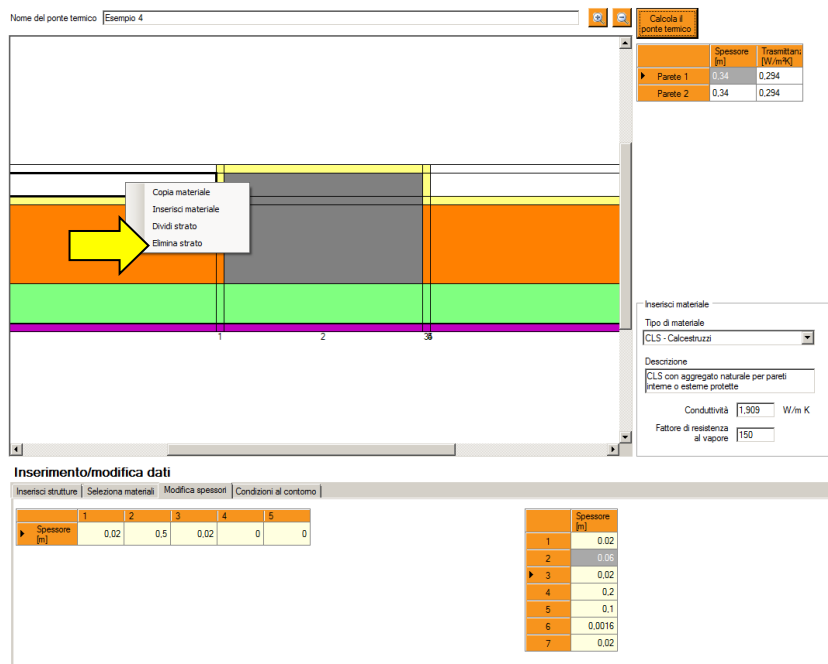 Nome del ponte termico Esempio 4
Calcola il
ponte termico
Spessore [m] Trasmittan: [W/m²K]
Parete 1 0,34 0,294
Parete 2 0,34 0,294
Copia materiale
Inserisci materiale
Dividi strato
Elimina strato
1 2
Inserisci materiale
Tipo di materiale
CLS - Calcestruzzi
Descrizione
CLS con aggregato naturale per pareti
interne o esterne protette
Conduttività 1,909 W/m K
Fattore di resistenza
al vapore 150
Inserimento/modifica dati
Inserisci strutture Seleziona materiali Modifica spessori Condizioni al contorno
1 2 3 4 5
Spessore [m] 0,02 0,5 0,02 0 0
Spessore
[m]
1 0.02
2 0.06
3 0,02
4 0,2
5 0,1
6 0,0016
7 0,02